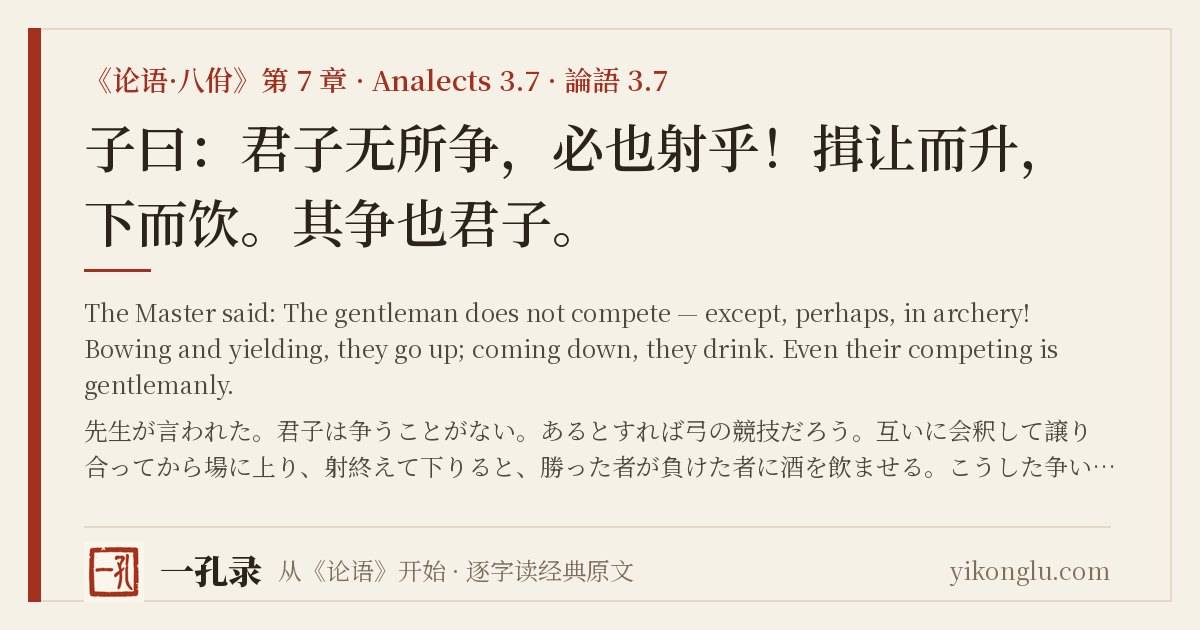 《论语·八佾》第 7 章 · Analects 3.7 · 論語 3.7
子曰：君子无所争，必也射乎！揖让而升，
下而饮。其争也君子。
The Master said: The gentleman does not compete — except, perhaps, in archery!
Bowing and yielding, they go up; coming down, they drink. Even their competing is
gentlemanly.
先生が言われた。君子は争うことがない。あるとすれば弓の競技だろう。互いに会釈して譲り
合ってから場に上り、射終えて下りると、勝った者が負けた者に酒を飲ませる。こうした争い…
一孔
一孔录
从《论语》开始 · 逐字读经典原文
yikonglu.com